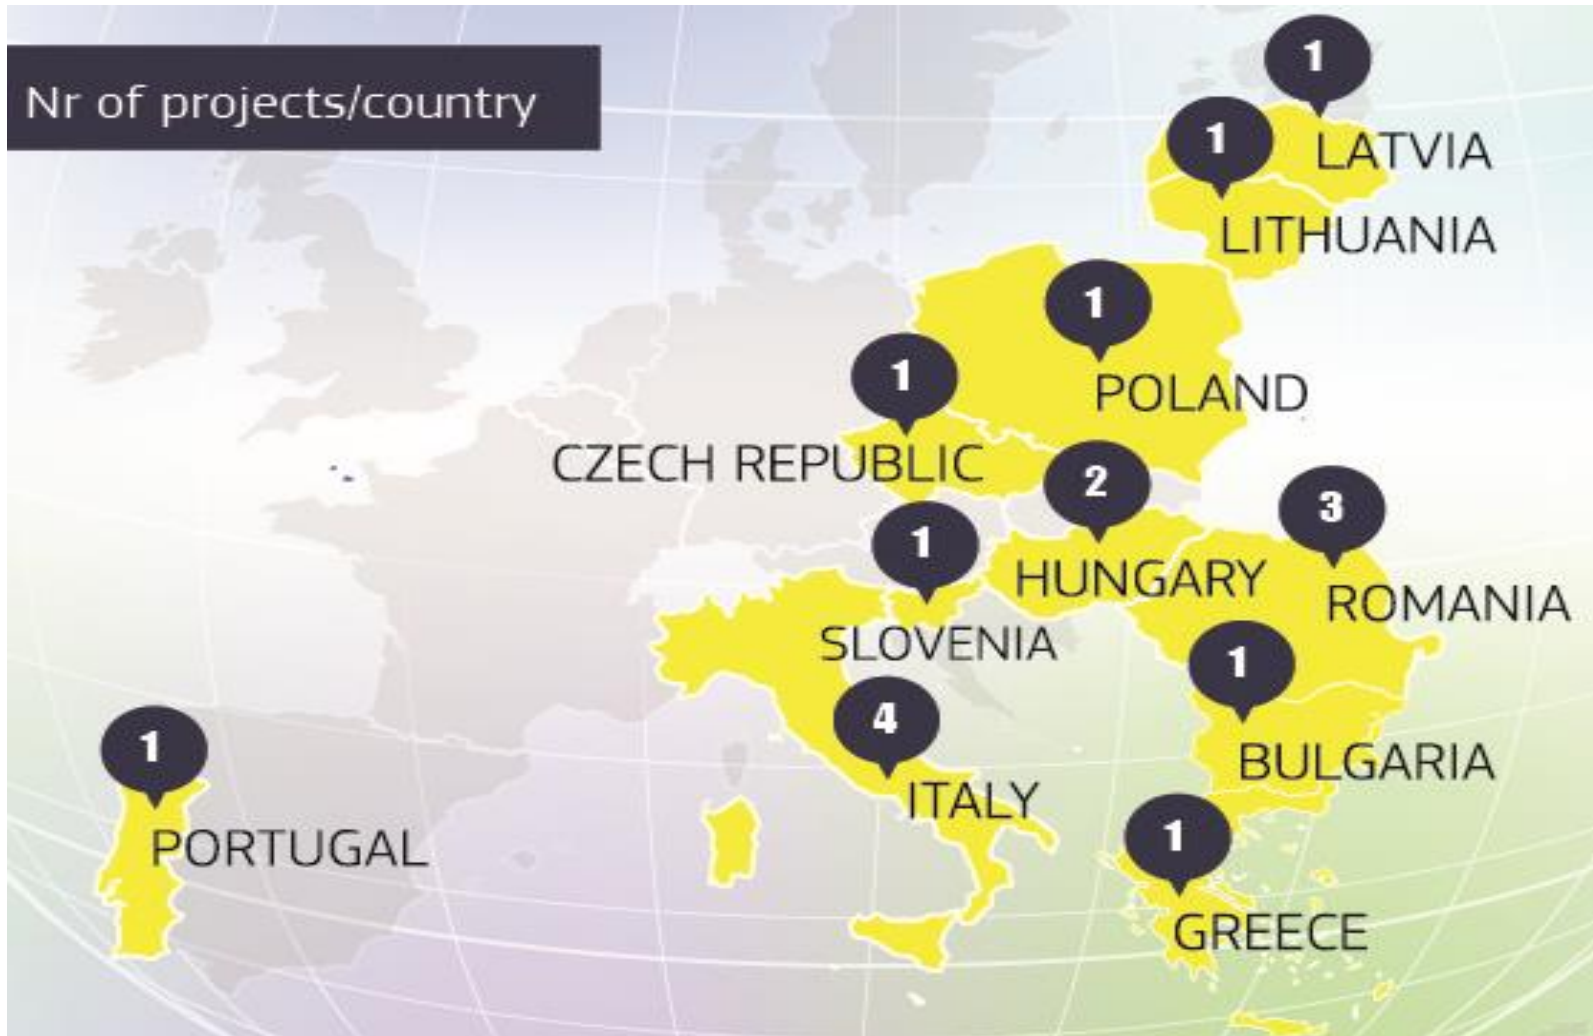 Nr of projects/country
1
LATVIA
1
LITHUANIA
1
POLAND
1
CZECH REPUBLIC
2
HUNGARY
3
ROMANIA
1
SLOVENIA
1
BULGARIA
4
ITALY
1
PORTUGAL
1
GREECE